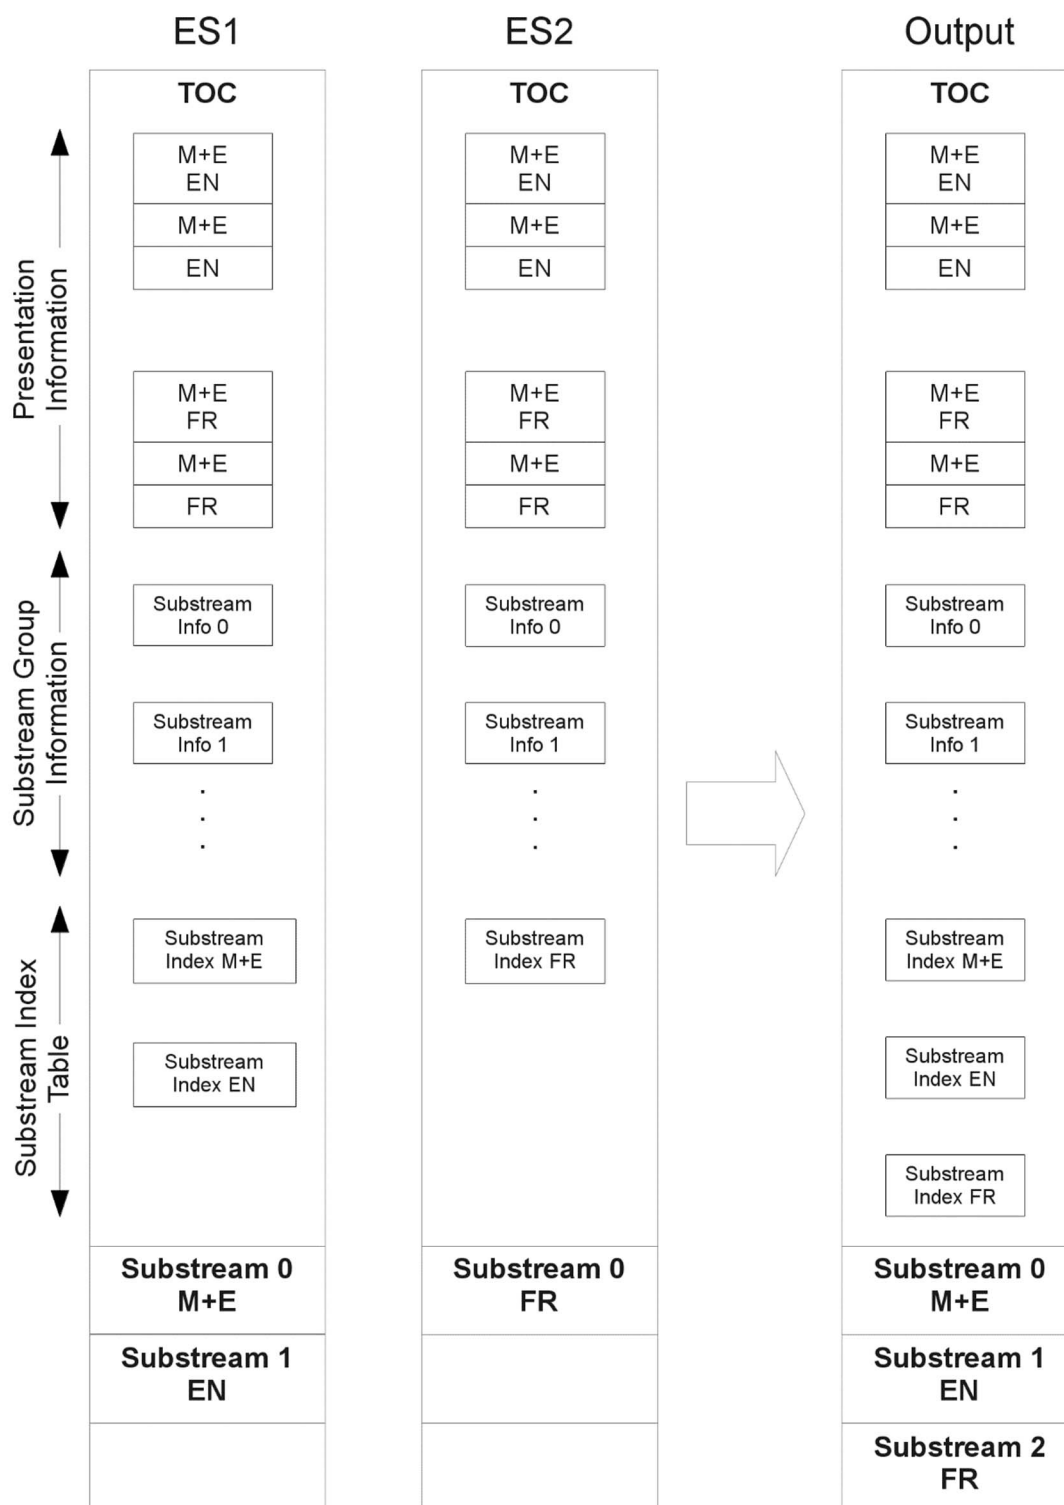 ES1
ES2
Output
TOC
TOC
TOC
Presentation
Information
M+E
EN
M+E
EN
M+E
EN
M+E
EN
M+E
EN
M+E
EN
M+E
FR
M+E
FR
M+E
FR
M+E
FR
M+E
FR
M+E
FR
Substream Group
Information
Substream
Info 0
Substream
Info 0
Substream
Info 0
Substream
Info 1
Substream
Info 1
Substream
Info 1
.
.
.
.
.
.
.
.
.
Substream Index
Table
Substream
Index M+E
Substream
Index FR
Substream
Index M+E
Substream
Index EN
Substream
Index EN
Substream
Index FR
Substream 0
M+E
Substream 0
FR
Substream 0
M+E
Substream 1
EN
Substream 1
EN
Substream 2
FR